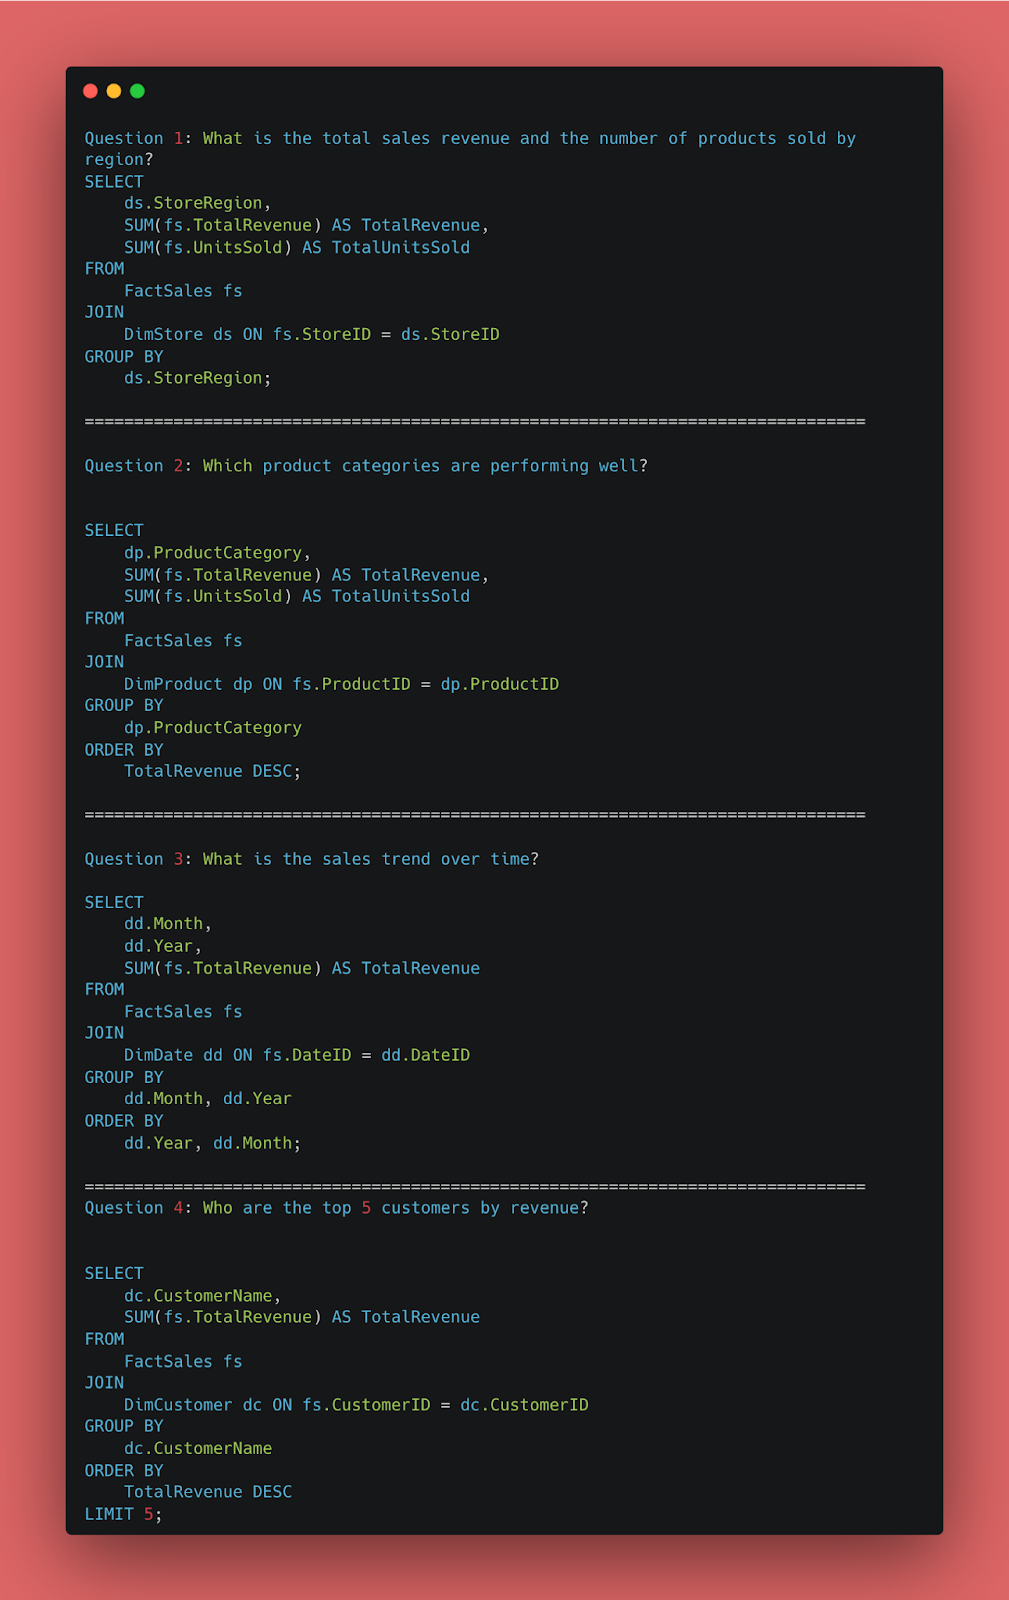 Question 1: What is the total sales revenue and the number of products sold by
region?
SELECT
    ds.StoreRegion,
    SUM(fs.TotalRevenue) AS TotalRevenue,
    SUM(fs.UnitsSold) AS TotalUnitsSold
FROM
    FactSales fs
JOIN
    DimStore ds ON fs.StoreID = ds.StoreID
GROUP BY
    ds.StoreRegion;
===============================================================================
Question 2: Which product categories are performing well?
SELECT
    dp.ProductCategory,
    SUM(fs.TotalRevenue) AS TotalRevenue,
    SUM(fs.UnitsSold) AS TotalUnitsSold
FROM
    FactSales fs
JOIN
    DimProduct dp ON fs.ProductID = dp.ProductID
GROUP BY
    dp.ProductCategory
ORDER BY
    TotalRevenue DESC;
===============================================================================
Question 3: What is the sales trend over time?
SELECT
    dd.Month,
    dd.Year,
    SUM(fs.TotalRevenue) AS TotalRevenue
FROM
    FactSales fs
JOIN
    DimDate dd ON fs.DateID = dd.DateID
GROUP BY
    dd.Month, dd.Year
ORDER BY
    dd.Year, dd.Month;
===============================================================================
Question 4: Who are the top 5 customers by revenue?
SELECT
    dc.CustomerName,
    SUM(fs.TotalRevenue) AS TotalRevenue
FROM
    FactSales fs
JOIN
    DimCustomer dc ON fs.CustomerID = dc.CustomerID
GROUP BY
    dc.CustomerName
ORDER BY
    TotalRevenue DESC
LIMIT 5;